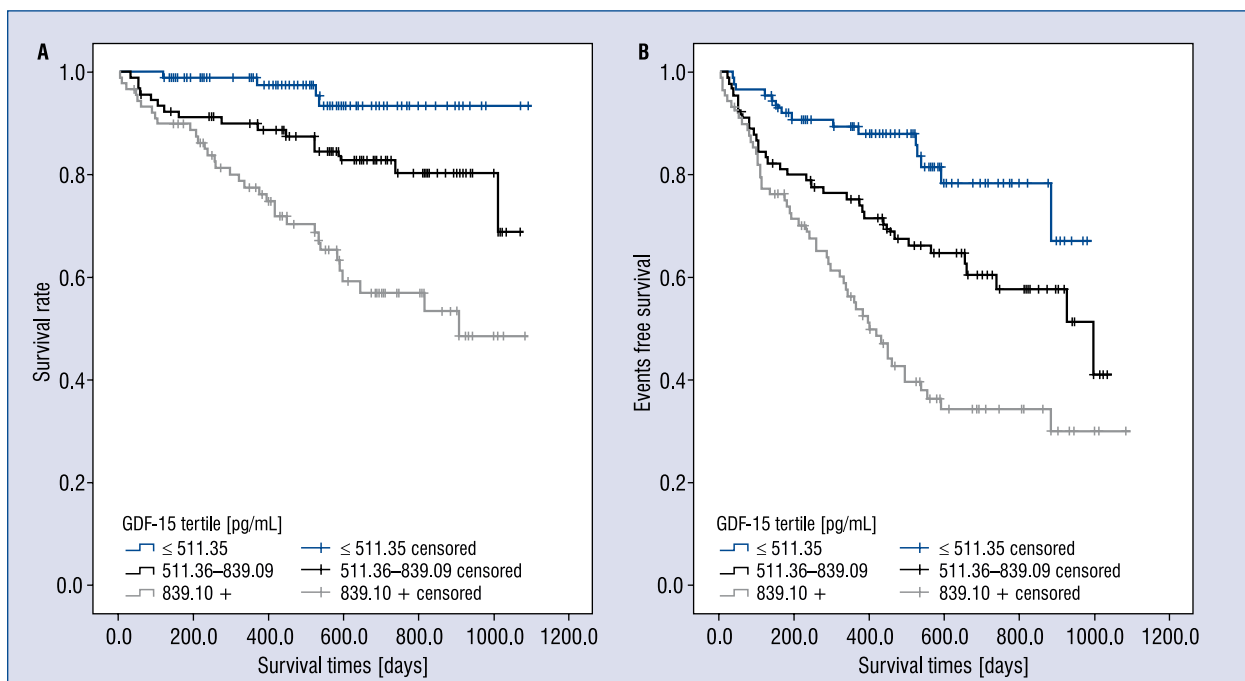 A
Survival rate
1.0
0.8
0.6
0.4
0.2
0.0
GDF-15 tertile [pg/mL]
≤ 511.35
≤ 511.35 censored
511.36–839.09
511.36–839.09 censored
839.10 +
839.10 + censored
0.0 200.0 400.0 600.0 800.0 1000.0 1200.0
Survival times [days]
B
Events free survival
1.0
0.8
0.6
0.4
0.2
0.0
GDF-15 tertile [pg/mL]
≤ 511.35
≤ 511.35 censored
511.36–839.09
511.36–839.09 censored
839.10 +
839.10 + censored
0.0 200.0 400.0 600.0 800.0 1000.0 1200.0
Survival times [days]